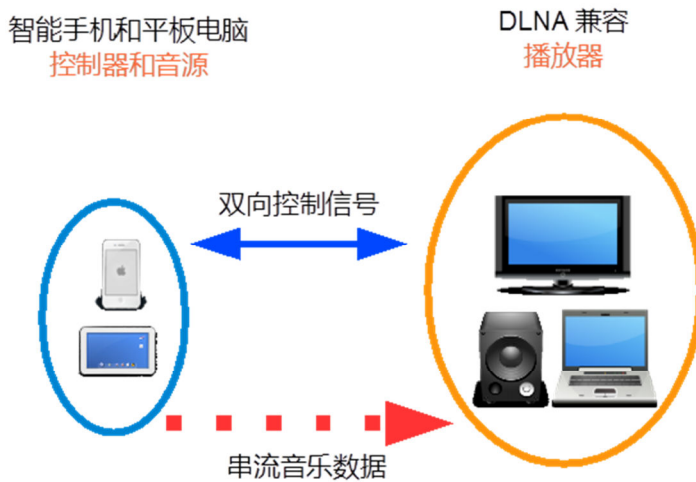 智能手机和平板电脑
控制器和音源
DLNA 兼容
播放器
双向控制信号
串流音乐数据